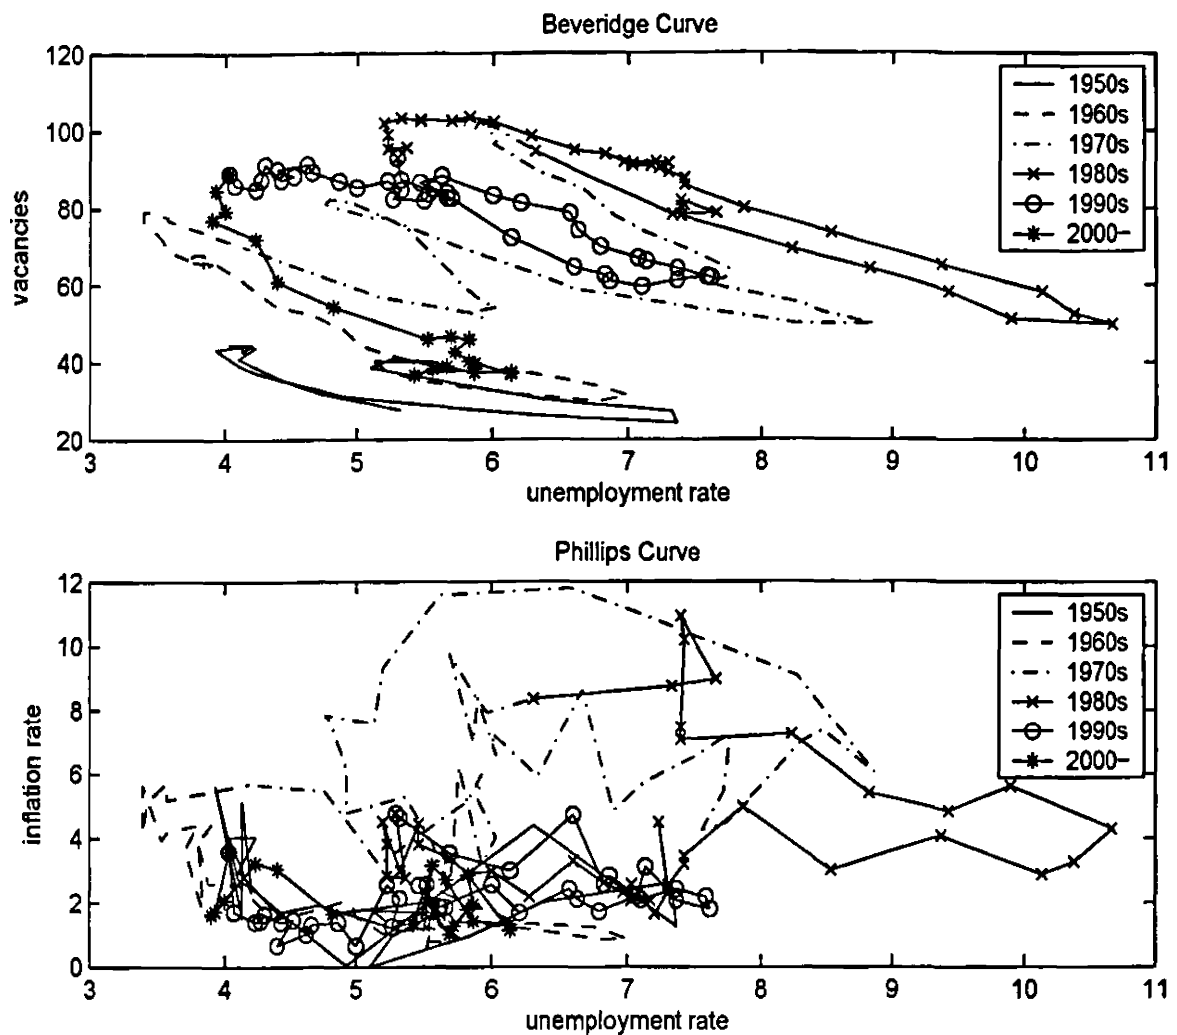 Beveridge Curve
120
100
80
60
40
20
vacancies
3 4 5 6 7 8 9 10 11
unemployment rate
1950s
1960s
1970s
1980s
1990s
2000–
Phillips Curve
12
10
8
6
4
2
0
inflation rate
3 4 5 6 7 8 9 10 11
unemployment rate
1950s
1960s
1970s
1980s
1990s
2000–